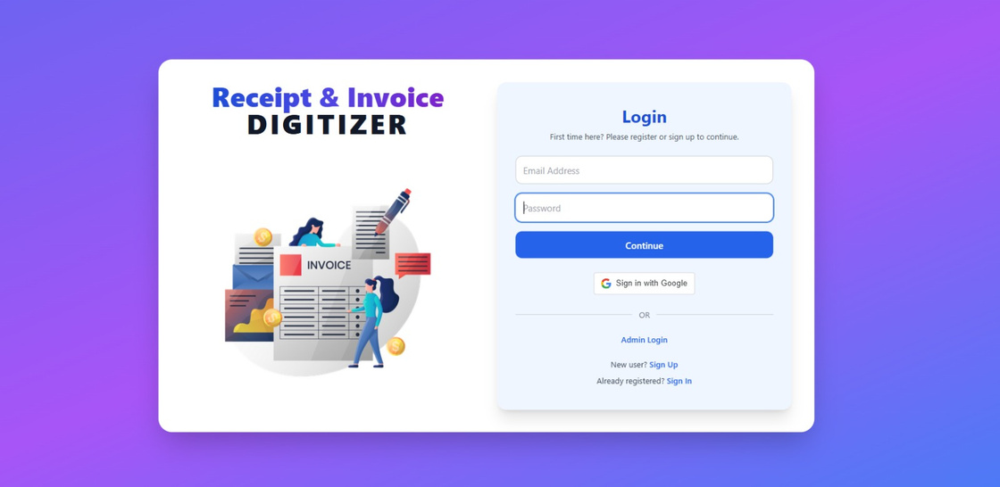 Receipt & Invoice
DIGITIZER
INVOICE
Login
First time here? Please register or sign up to continue.
Email Address
Password
Continue
Sign in with Google
OR
Admin Login
New user? Sign Up
Already registered? Sign In